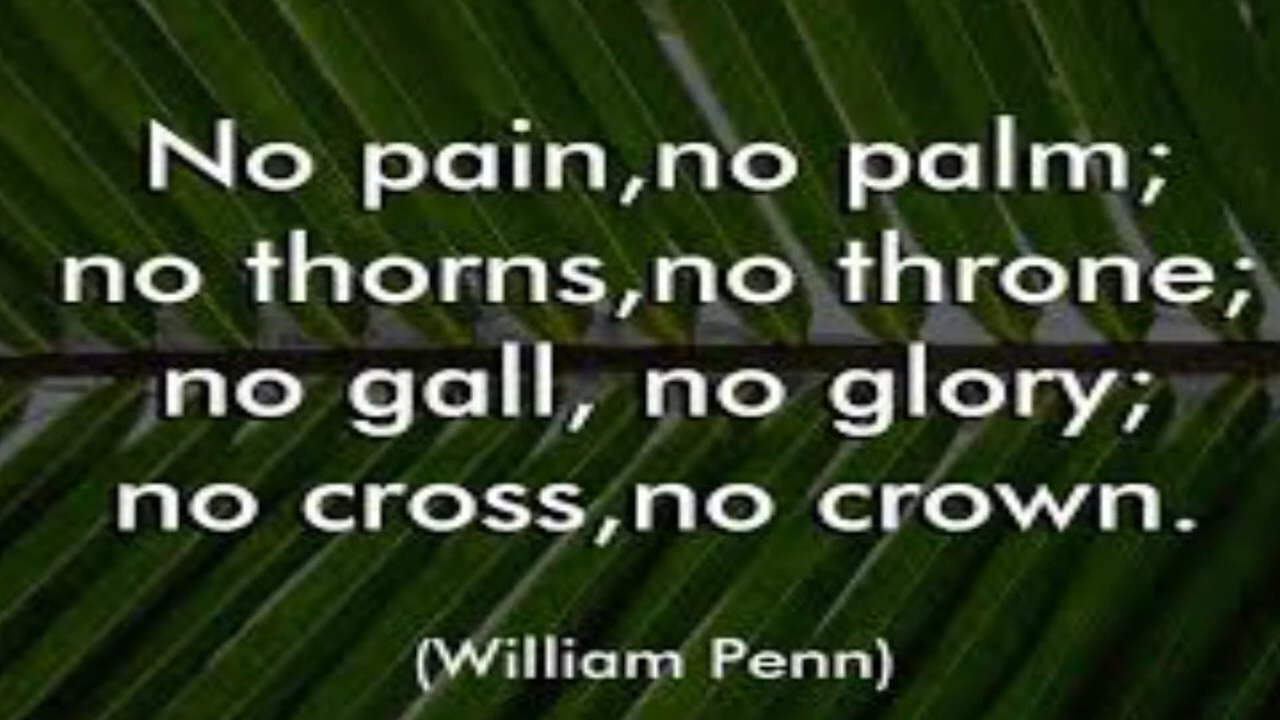 No pain,no palm;
no thorns,no throne;
no gall, no glory;
no cross,no crown.
(William Penn)